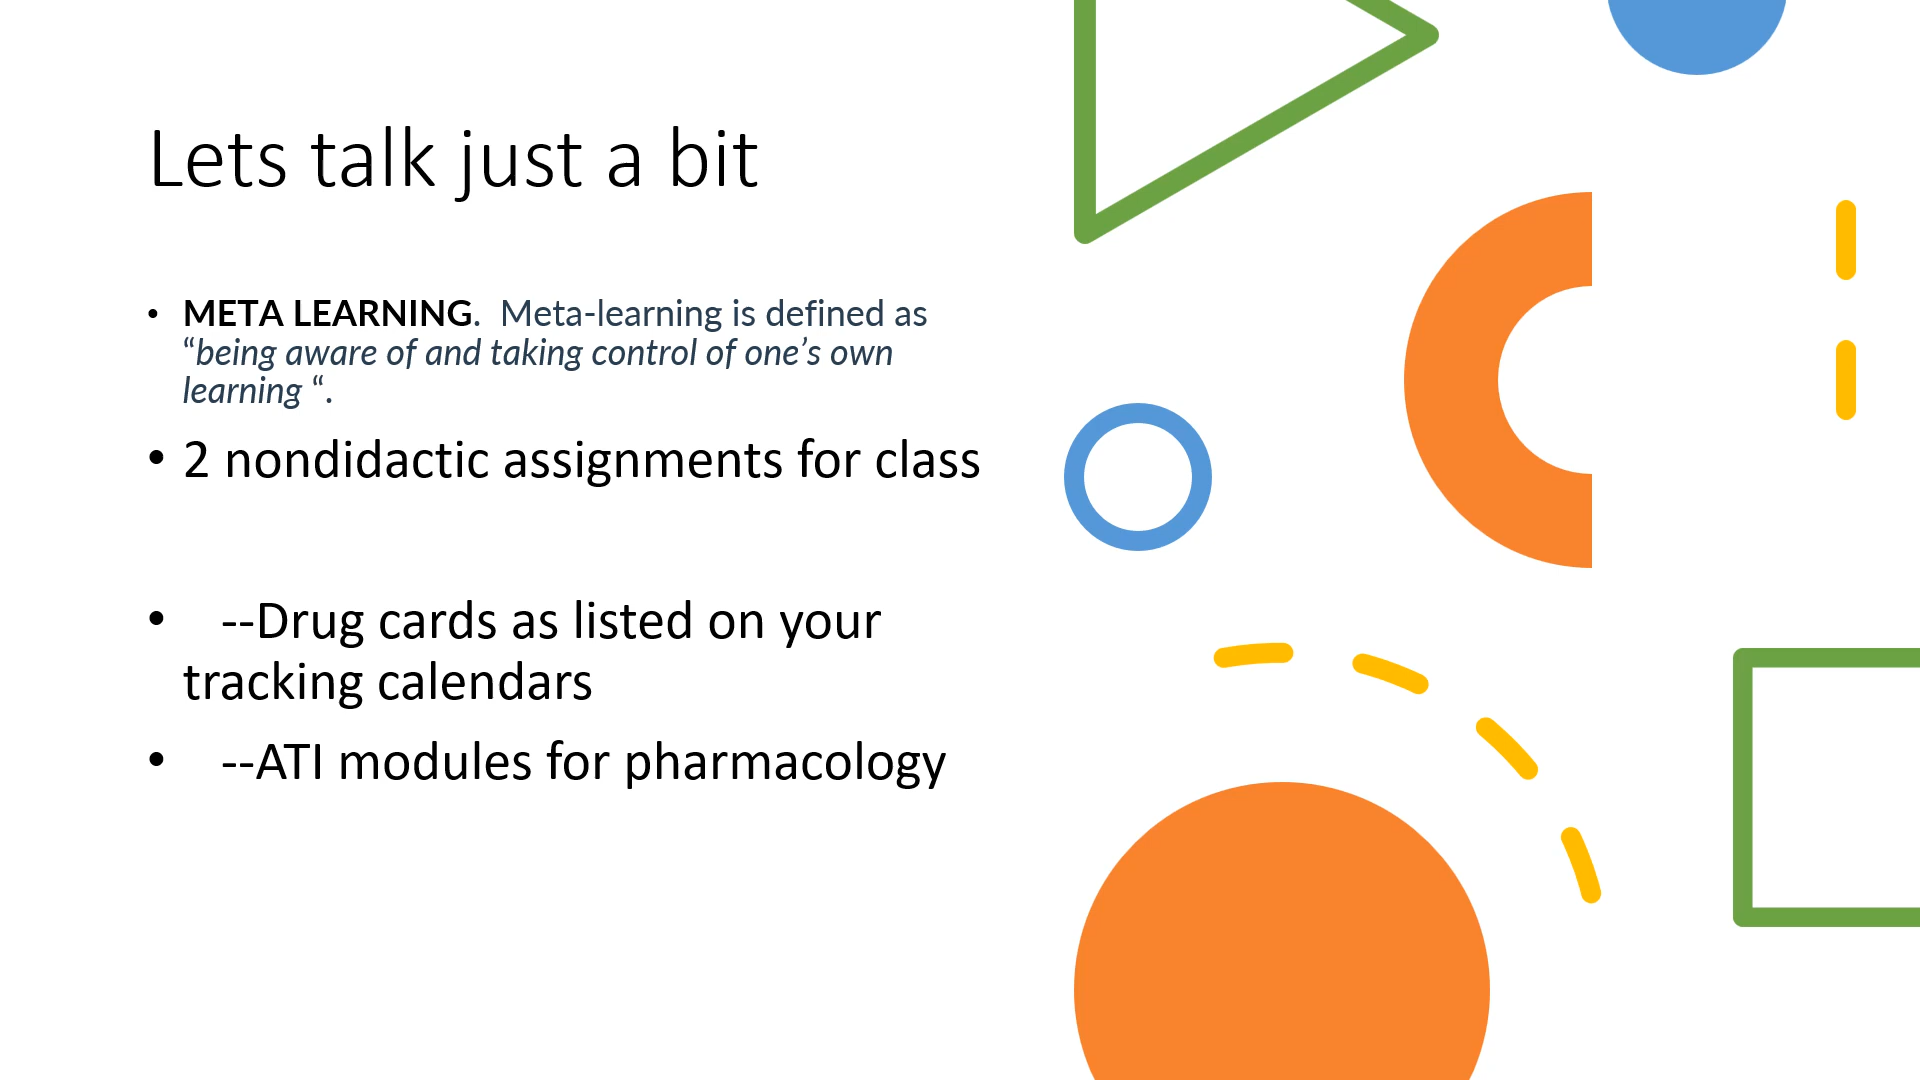 Lets talk just a bit
• META LEARNING.  Meta-learning is defined as
“being aware of and taking control of one’s own
learning “.
• 2 nondidactic assignments for class
•   --Drug cards as listed on your
tracking calendars
•   --ATI modules for pharmacology